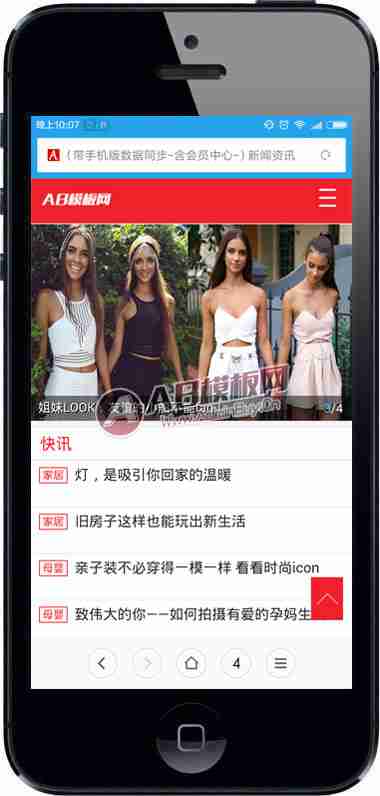 晚上10:07
(带手机版数据同步~含会员中心~) 新闻资讯
AB模板网
AB模板网
姐妹LOOK
3/4
快讯
家居 灯，是吸引你回家的温暖
家居 旧房子这样也能玩出新生活
母婴 亲子装不必穿得一模一样 看看时尚icon
母婴 致伟大的你——如何拍摄有爱的孕妈生
4